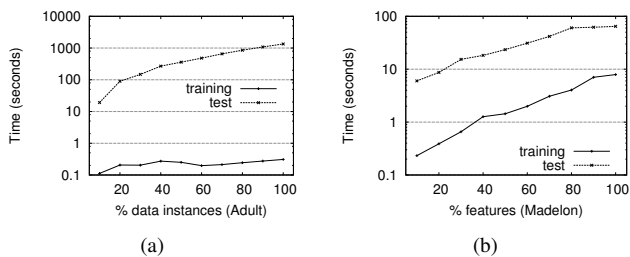 10000
1000
100
10
1
0.1
Time (seconds)
training
test
20 40 60 80 100
% data instances (Adult)
(a)
100
10
1
0.1
Time (seconds)
training
test
20 40 60 80 100
% features (Madelon)
(b)